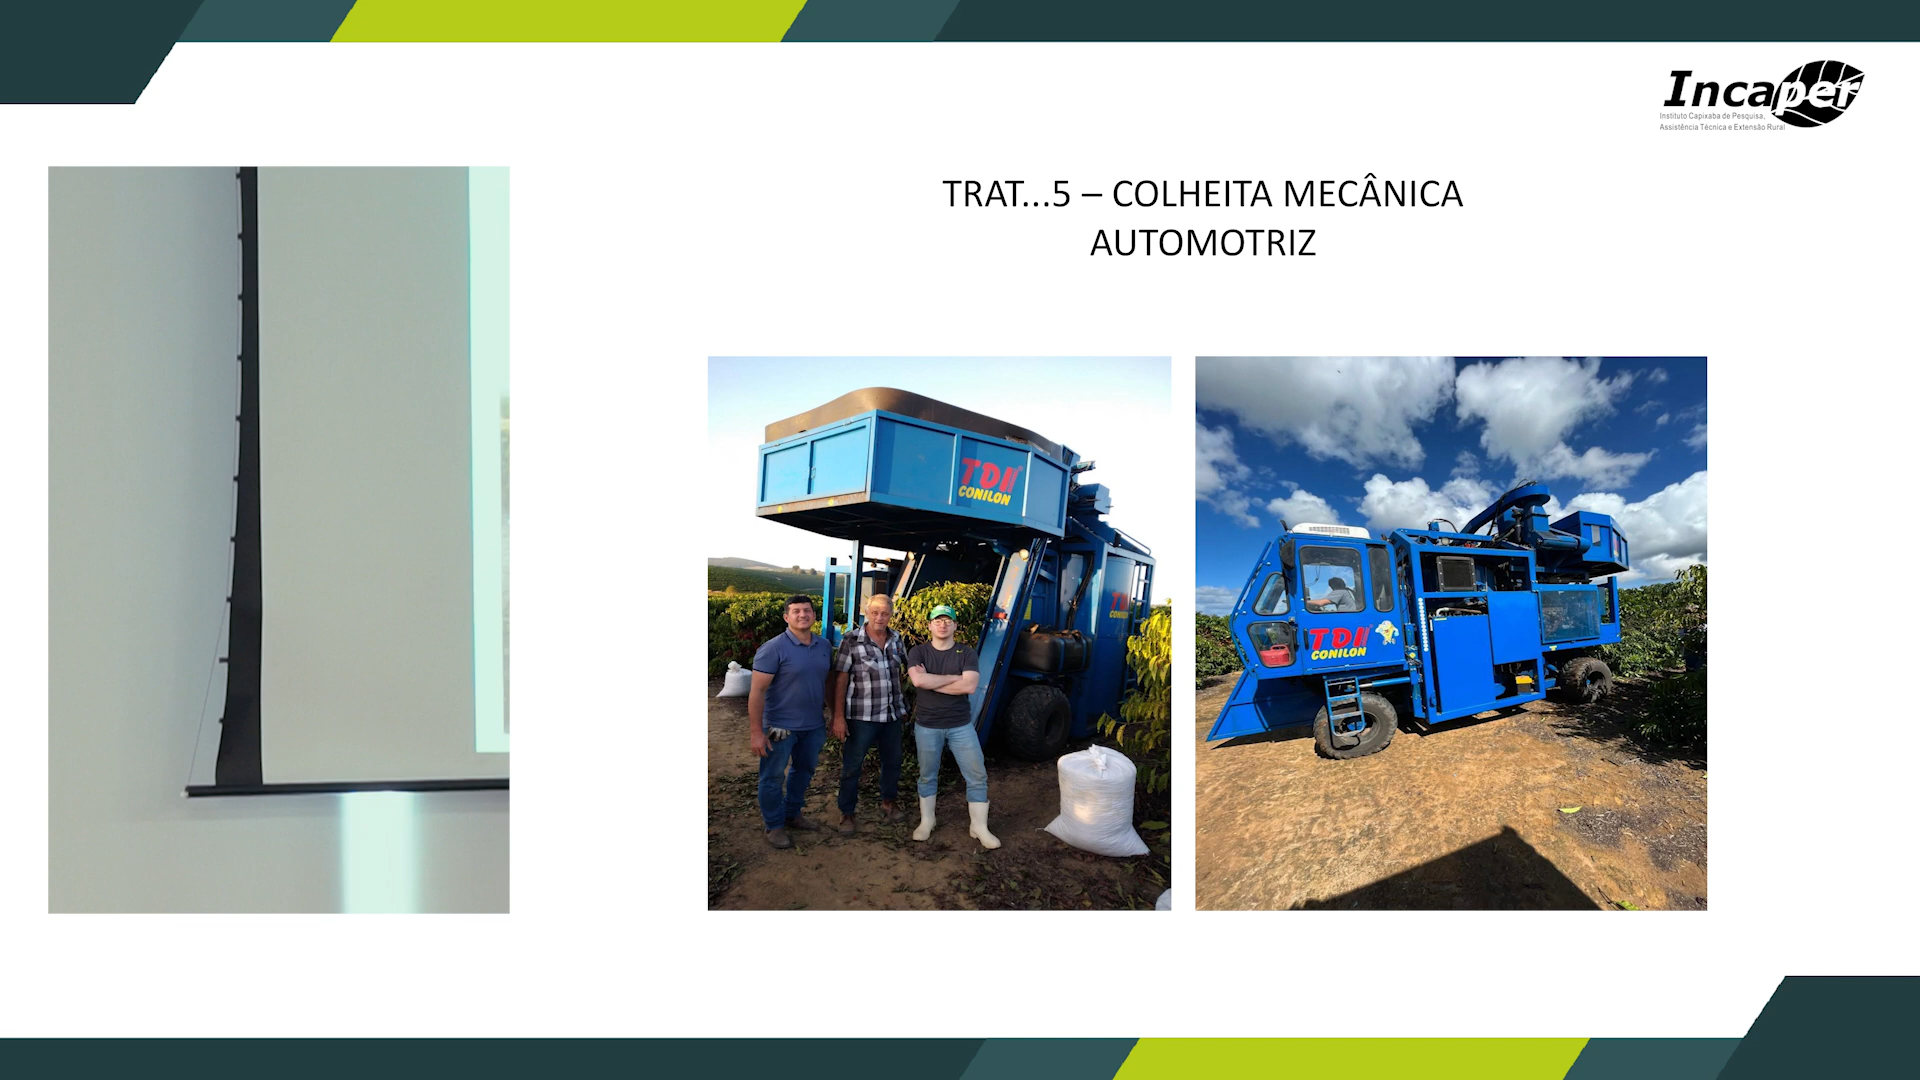 Incaper
Instituto Capixaba de Pesquisa,
Assistência Técnica e Extensão Rural
TRAT...5 – COLHEITA MECÂNICA
AUTOMOTRIZ
TDI
CONILON
TDI
CONILON
TDI
CONILON